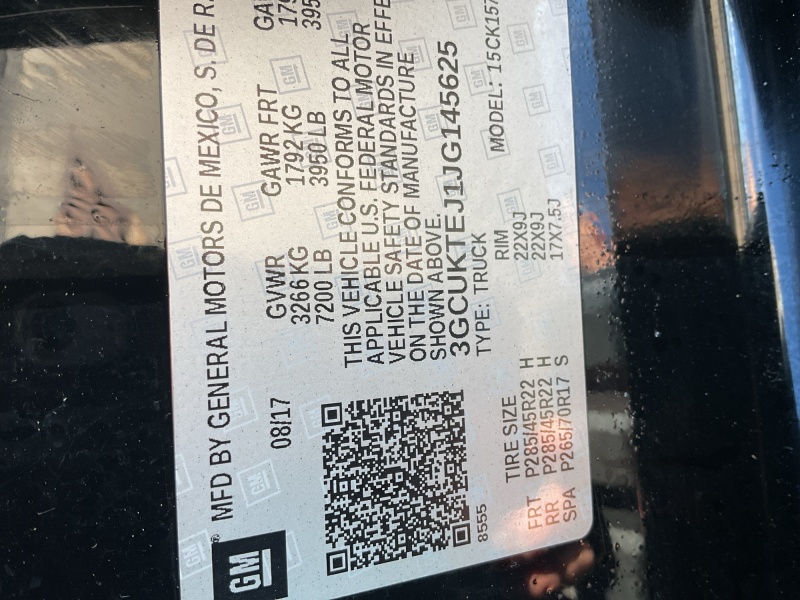 GM® MFD BY GENERAL MOTORS DE MEXICO, S. DE R.
08/17 GVWR GAWR FRT
3266 KG 1792 KG
7200 LB 3950 LB
THIS VEHICLE CONFORMS TO ALL
APPLICABLE U.S. FEDERAL MOTOR
VEHICLE SAFETY STANDARDS IN
ON THE DATE OF MANUFACTURE
SHOWN ABOVE.
3GCUKTEJ1JG145625
8555 TYPE: TRUCK MODEL: 15CK157
TIRE SIZE RIM
FRT P285/45R22 H 22X9J
RR P285/45R22 H 22X9J
SPA P265/70R17 S 17X7.5J